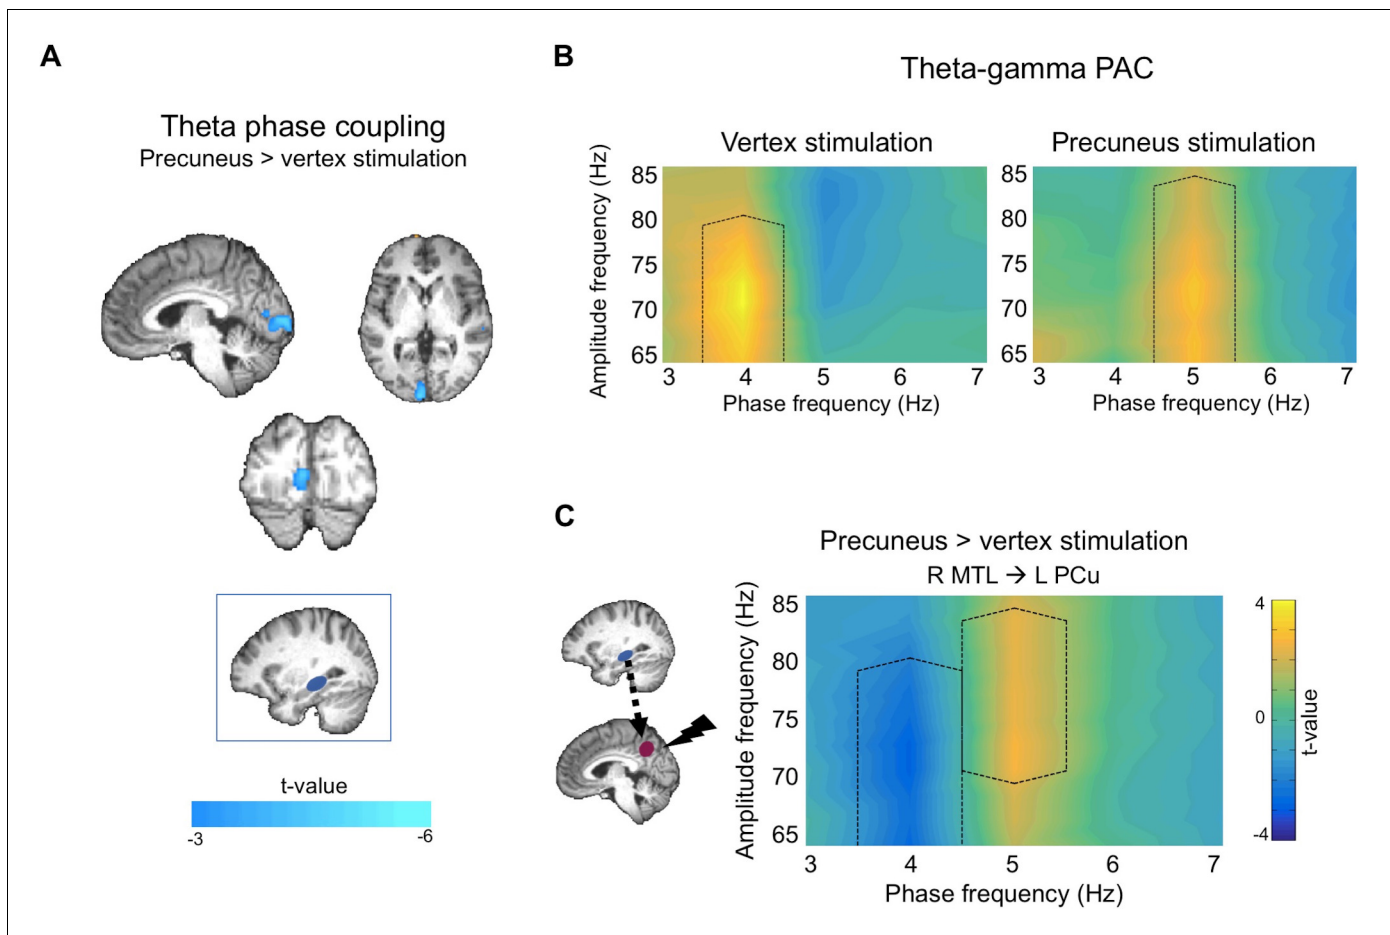 A
Theta phase coupling
Precuneus > vertex stimulation
t-value
-3
-6
B
Theta-gamma PAC
Vertex stimulation
Amplitude frequency (Hz)
85
80
75
70
65
3 4 5 6 7
Phase frequency (Hz)
Precuneus stimulation
85
80
75
70
65
3 4 5 6 7
Phase frequency (Hz)
C
Precuneus > vertex stimulation
R MTL → L PCu
Amplitude frequency (Hz)
85
80
75
70
65
3 4 5 6 7
Phase frequency (Hz)
4
0
-4
t-value